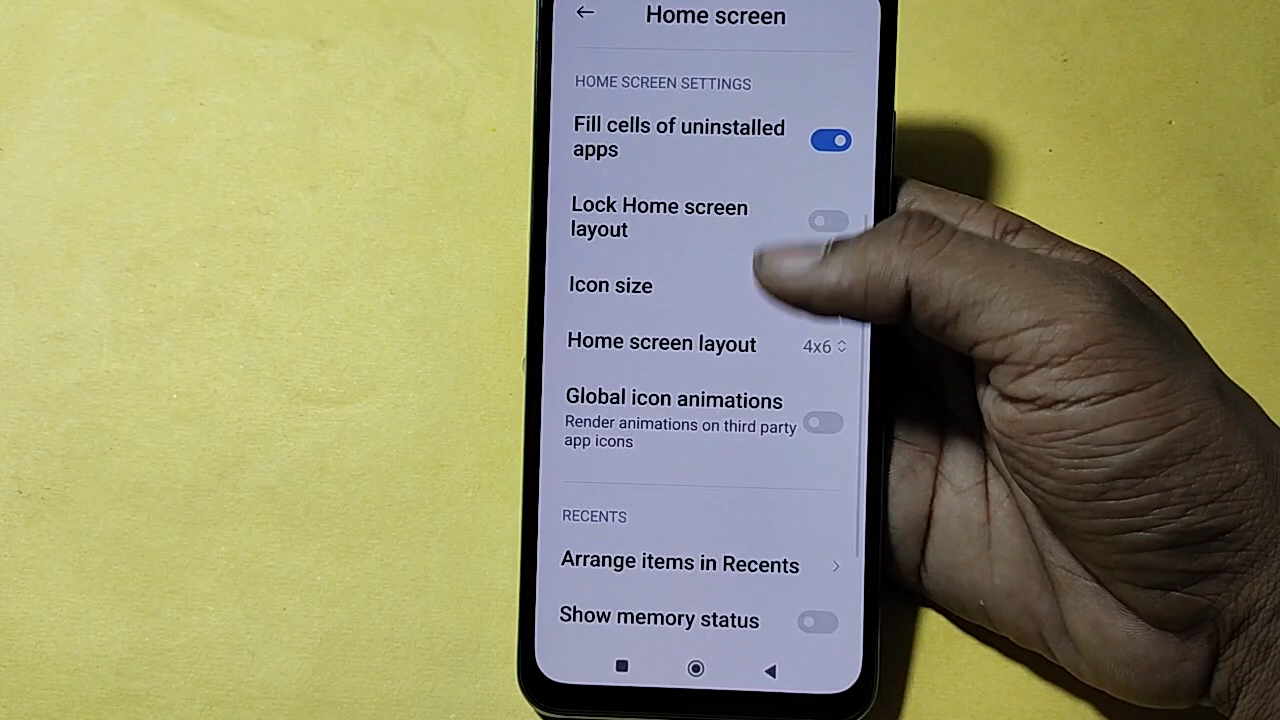 Home screen
HOME SCREEN SETTINGS
Fill cells of uninstalled
apps
Lock Home screen
layout
Icon size
Home screen layout 4x6
Global icon animations
Render animations on third party
app icons
RECENTS
Arrange items in Recents
Show memory status